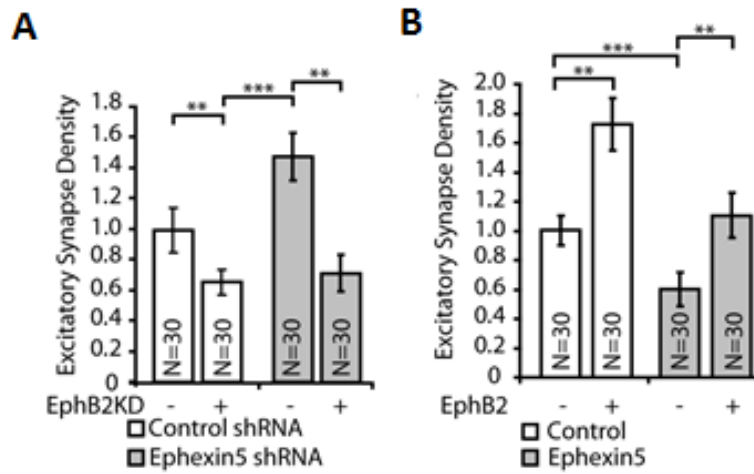 A
Excitatory Synapse Density
1.8
1.6
1.4
1.2
1.0
0.8
0.6
0.4
0.2
0
**
***
**
N=30
N=30
N=30
N=30
EphB2KD - + - +
Control shRNA
Ephexin5 shRNA
B
Excitatory Synapse Density
2.0
1.8
1.6
1.4
1.2
1.0
0.8
0.6
0.4
0.2
0
***
**
**
N=30
N=30
N=30
N=30
EphB2 - + - +
Control
Ephexin5